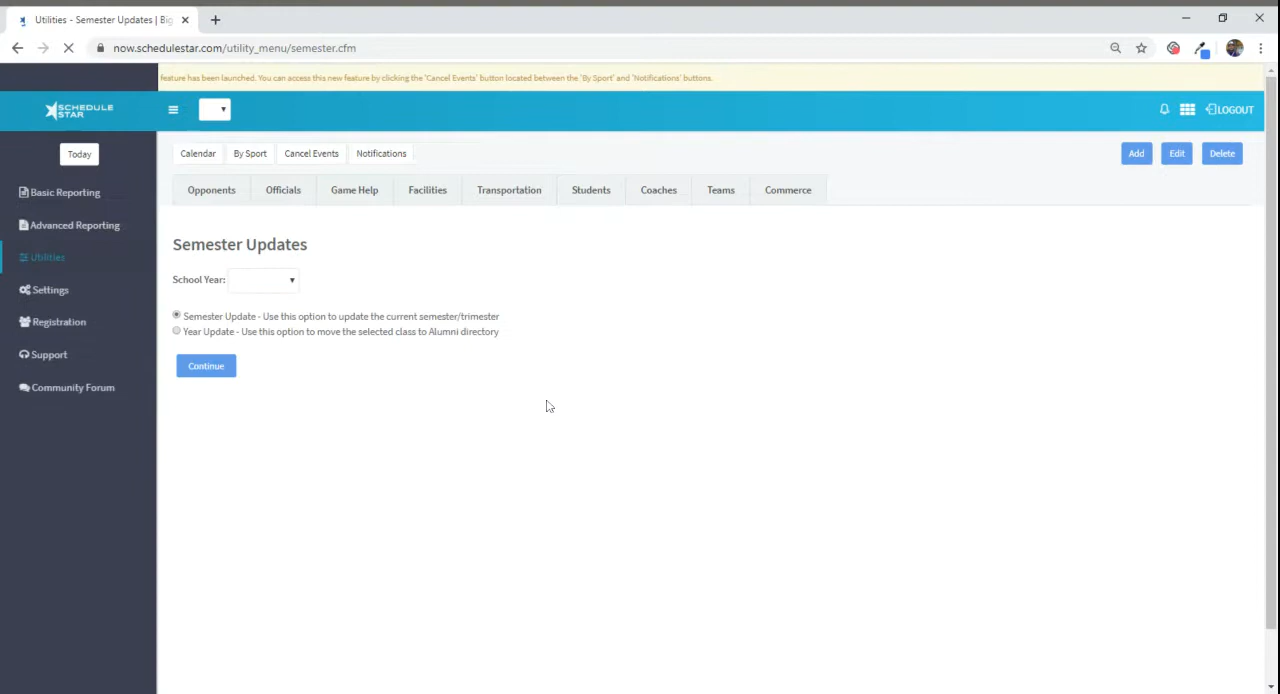 Utilities - Semester Updates | Big
now.schedulestar.com/utility_menu/semester.cfm
feature has been launched. You can access this new feature by clicking the 'Cancel Events' button located between the 'By Sport' and 'Notifications' buttons.
SCHEDULE STAR
LOGOUT
Today
Calendar By Sport Cancel Events Notifications Add Edit Delete
Opponents Officials Game Help Facilities Transportation Students Coaches Teams Commerce
Basic Reporting
Advanced Reporting
Utilities
Settings
Registration
Support
Community Forum
Semester Updates
School Year:
Semester Update - Use this option to update the current semester/trimester
Year Update - Use this option to move the selected class to Alumni directory
Continue